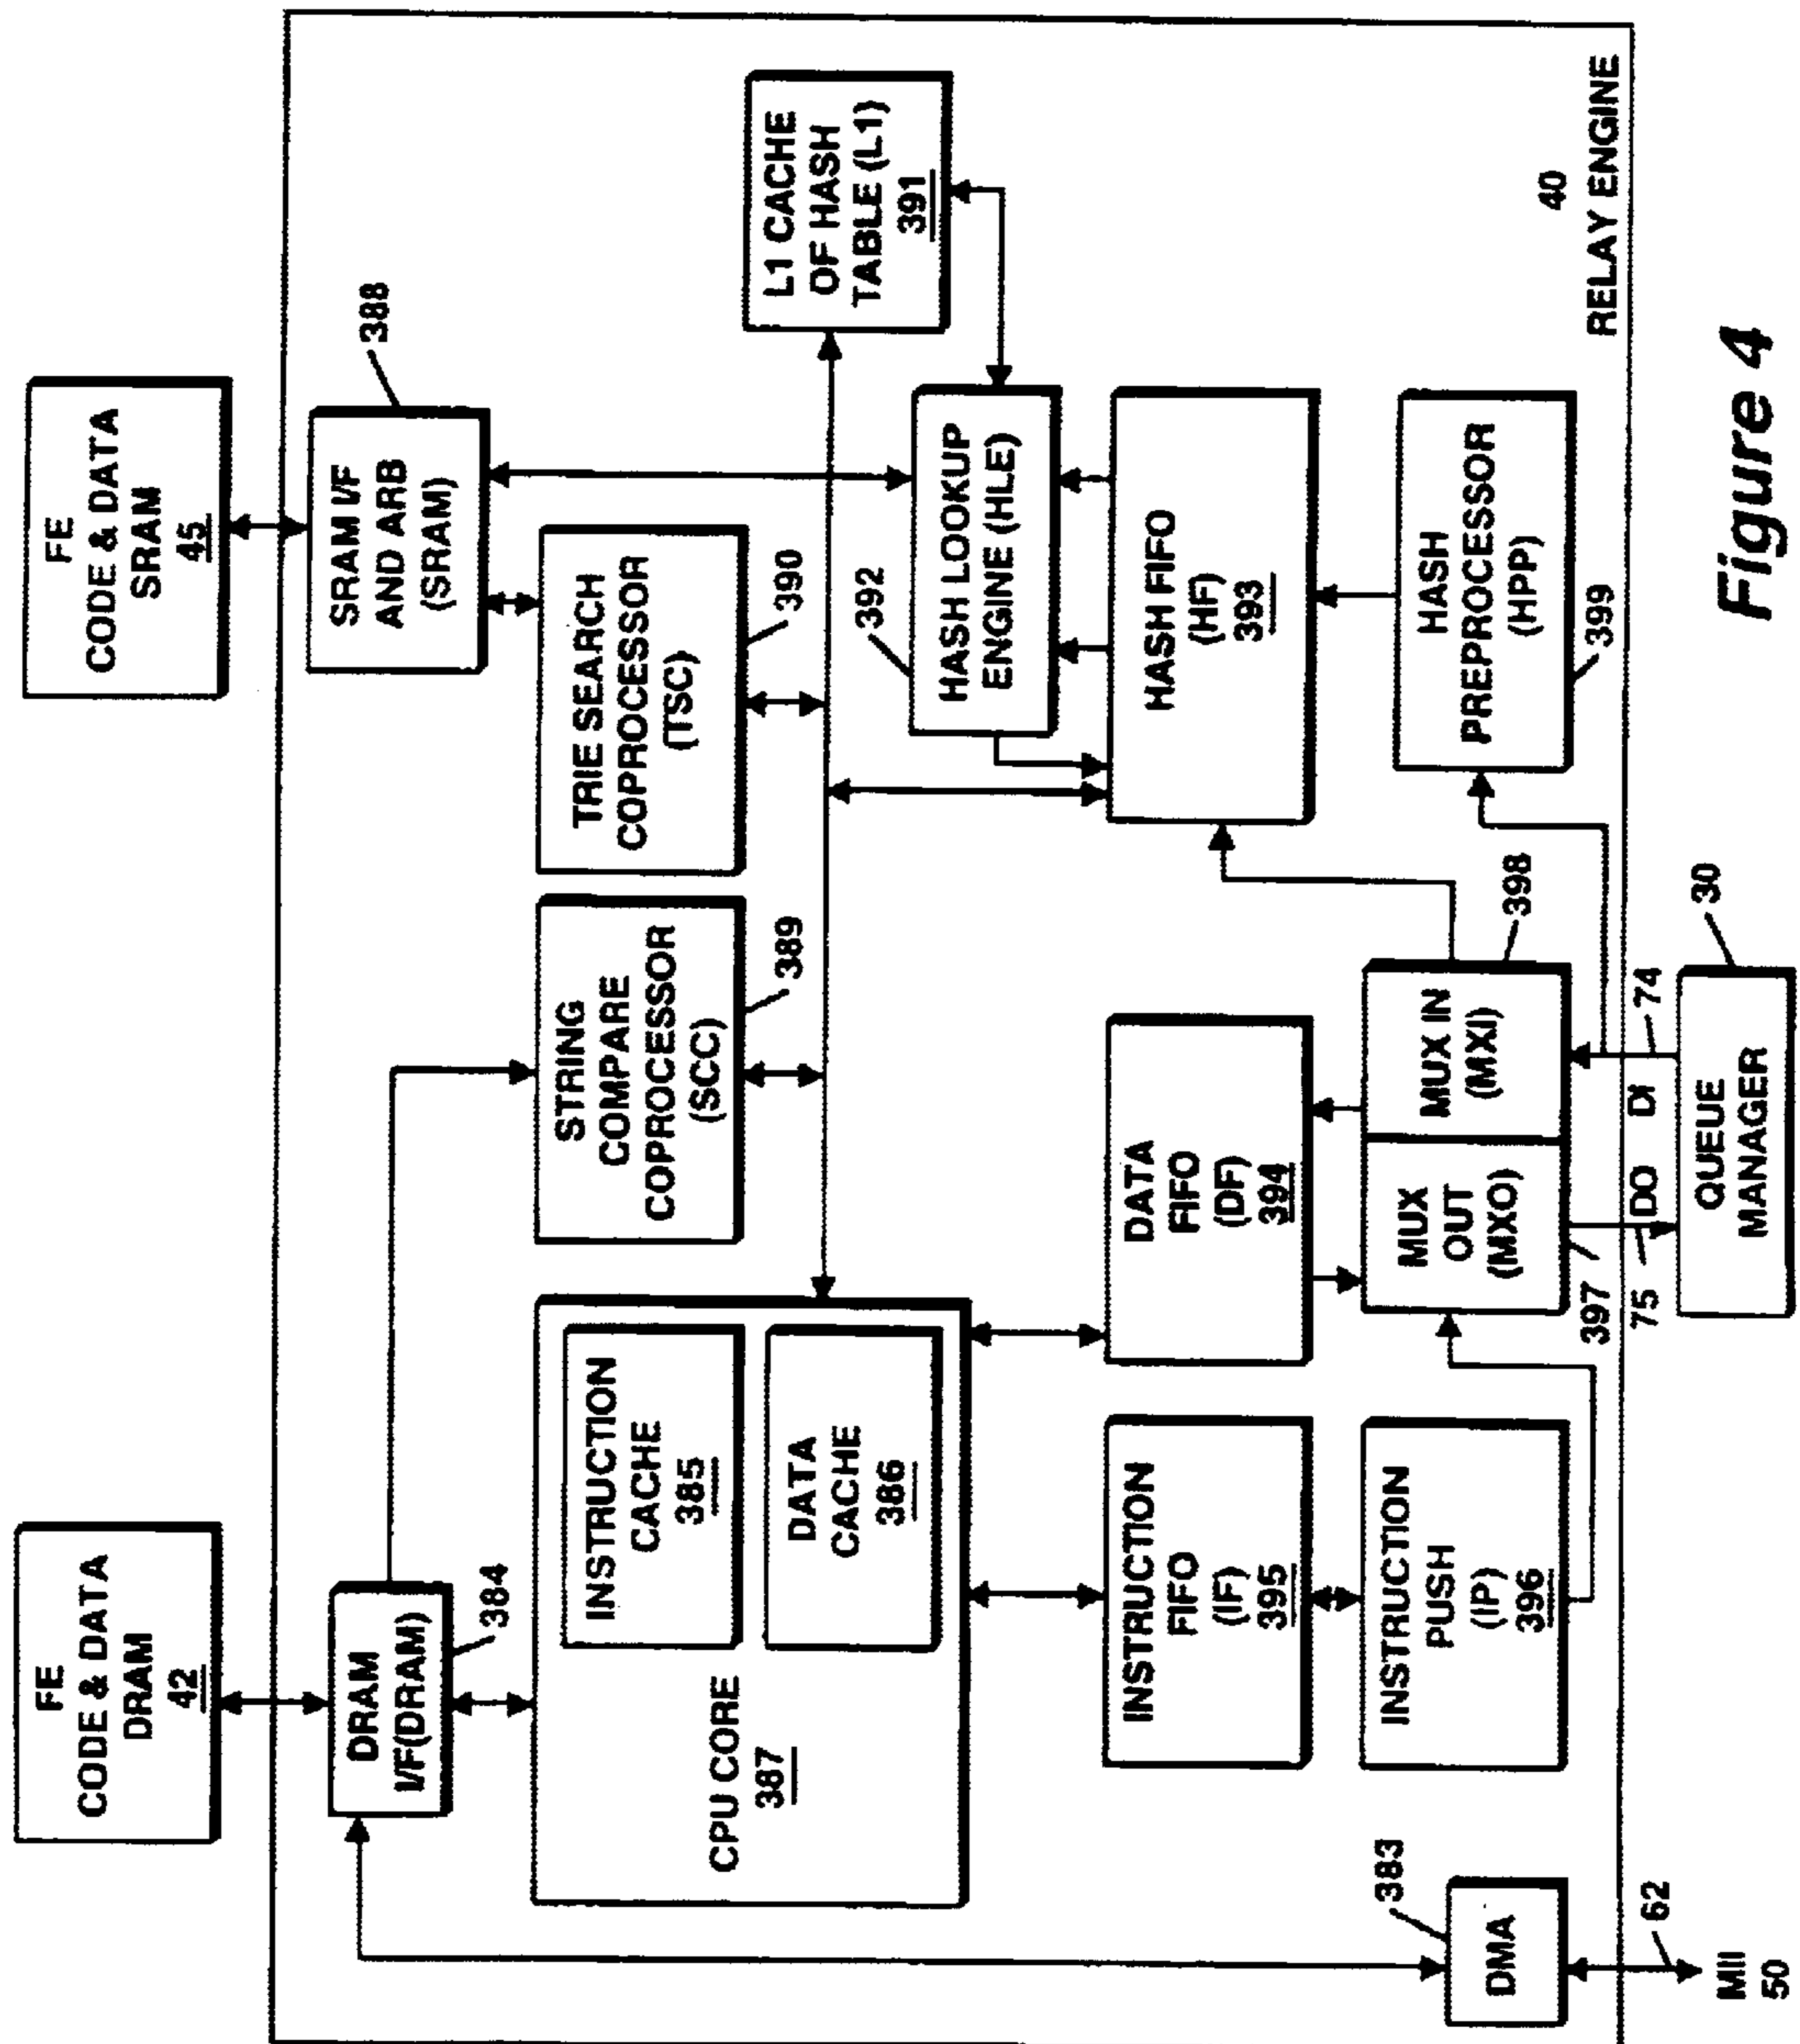 FE
CODE & DATA
DRAM
42
FE
CODE & DATA
SRAM
45
DRAM
I/F(DRAM)
384
SRAM I/F
AND ARB
(SRAM)
388
CPU CORE
387
INSTRUCTION
CACHE
385
DATA
CACHE
386
STRING
COMPARE
COPROCESSOR
(SCC)
389
TRIE SEARCH
COPROCESSOR
(TSC)
390
L1 CACHE
OF HASH
TABLE (L1)
391
392
HASH LOOKUP
ENGINE (HLE)
INSTRUCTION
FIFO
(IF)
395
DATA
FIFO
(DF)
394
HASH FIFO
(HF)
393
383
DMA
INSTRUCTION
PUSH
(IP)
396
MUX
OUT
(MXO)
MUX IN
(MXI)
398
HASH
PREPROCESSOR
(HPP)
399
40
RELAY ENGINE
397
62
75
DO
DI
74
MII
50
QUEUE
MANAGER
30
Figure 4